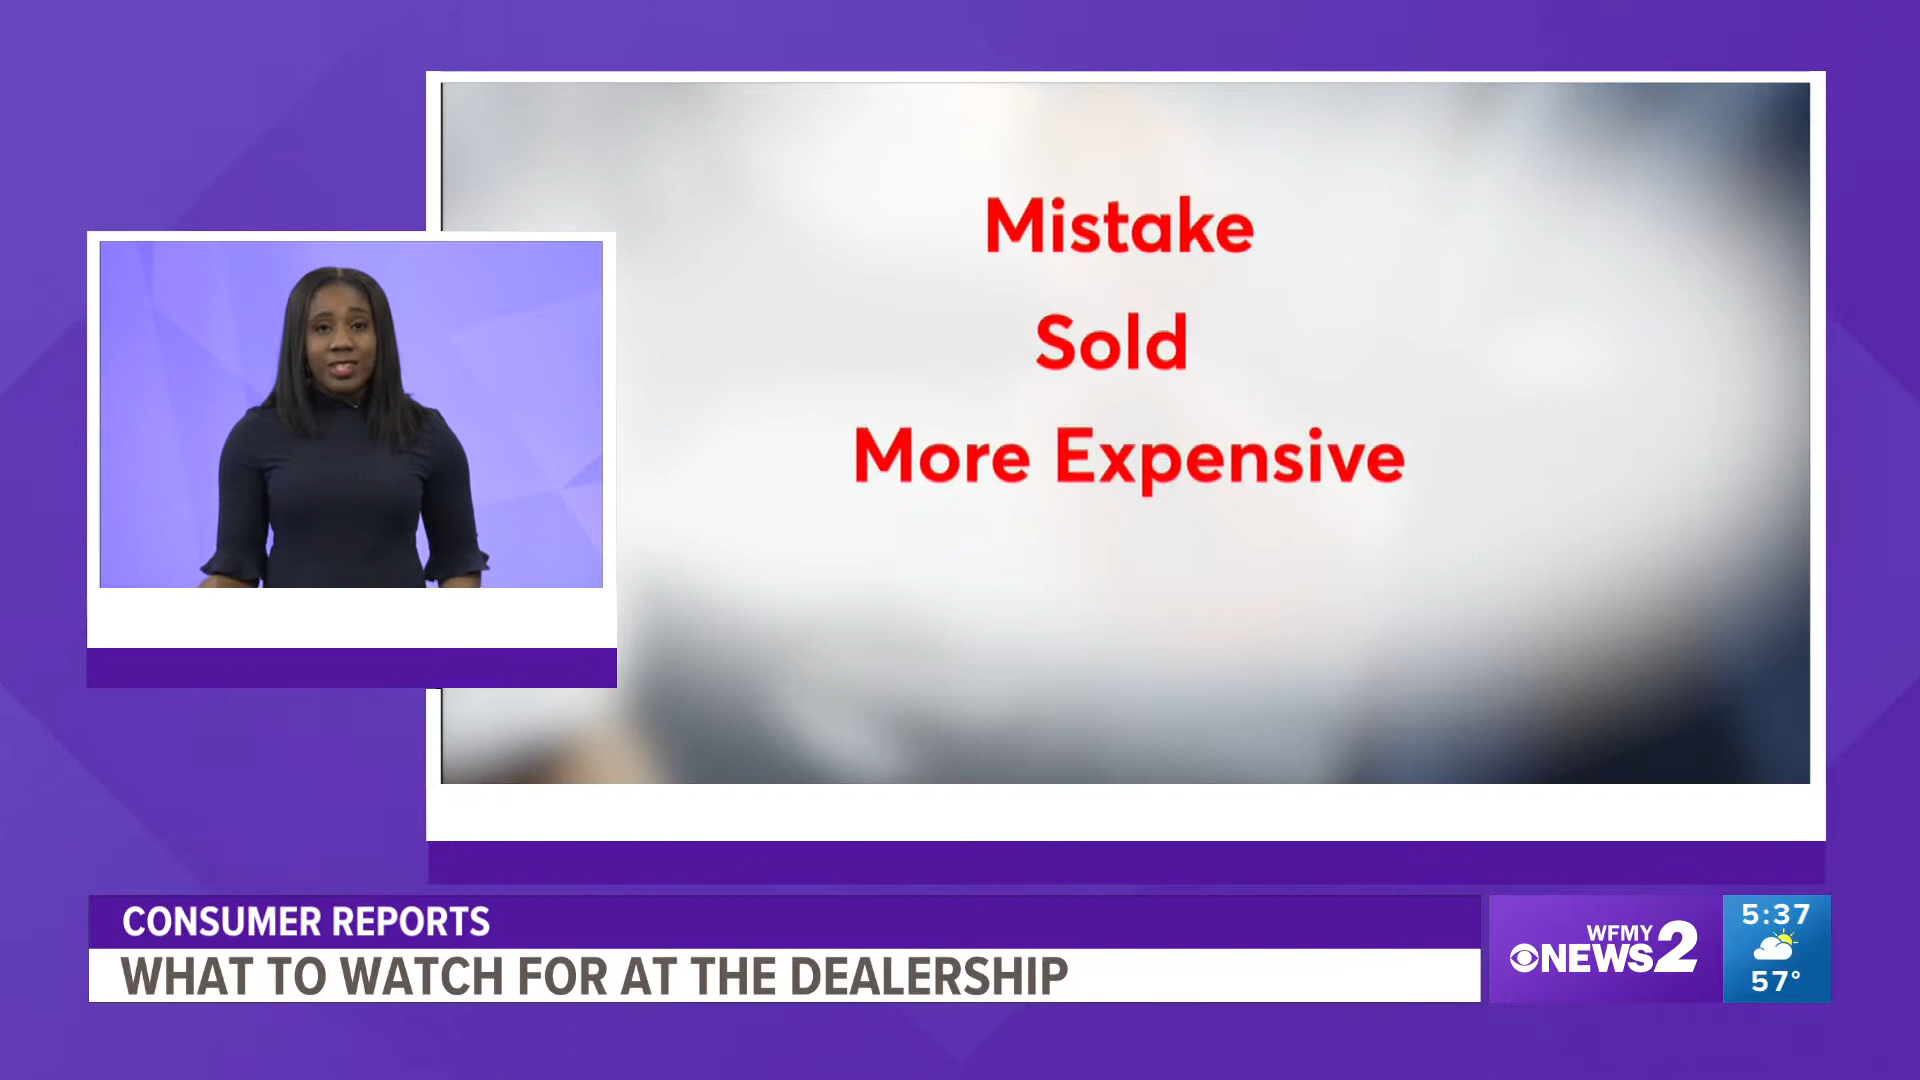 Mistake
Sold
More Expensive
CONSUMER REPORTS
WHAT TO WATCH FOR AT THE DEALERSHIP
WFMY
NEWS 2
5:37
57°